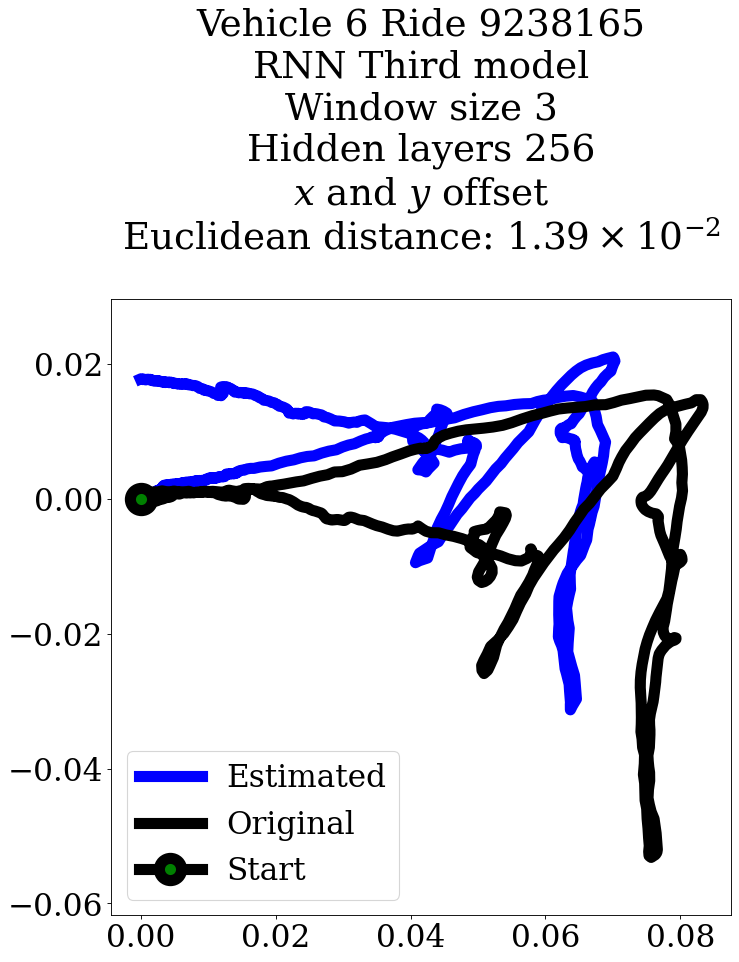 Vehicle 6 Ride 9238165
RNN Third model
Window size 3
Hidden layers 256
x and y offset
Euclidean distance: 1.39 × 10⁻²
0.02
0.00
−0.02
−0.04
−0.06
Estimated
Original
Start
0.00 0.02 0.04 0.06 0.08